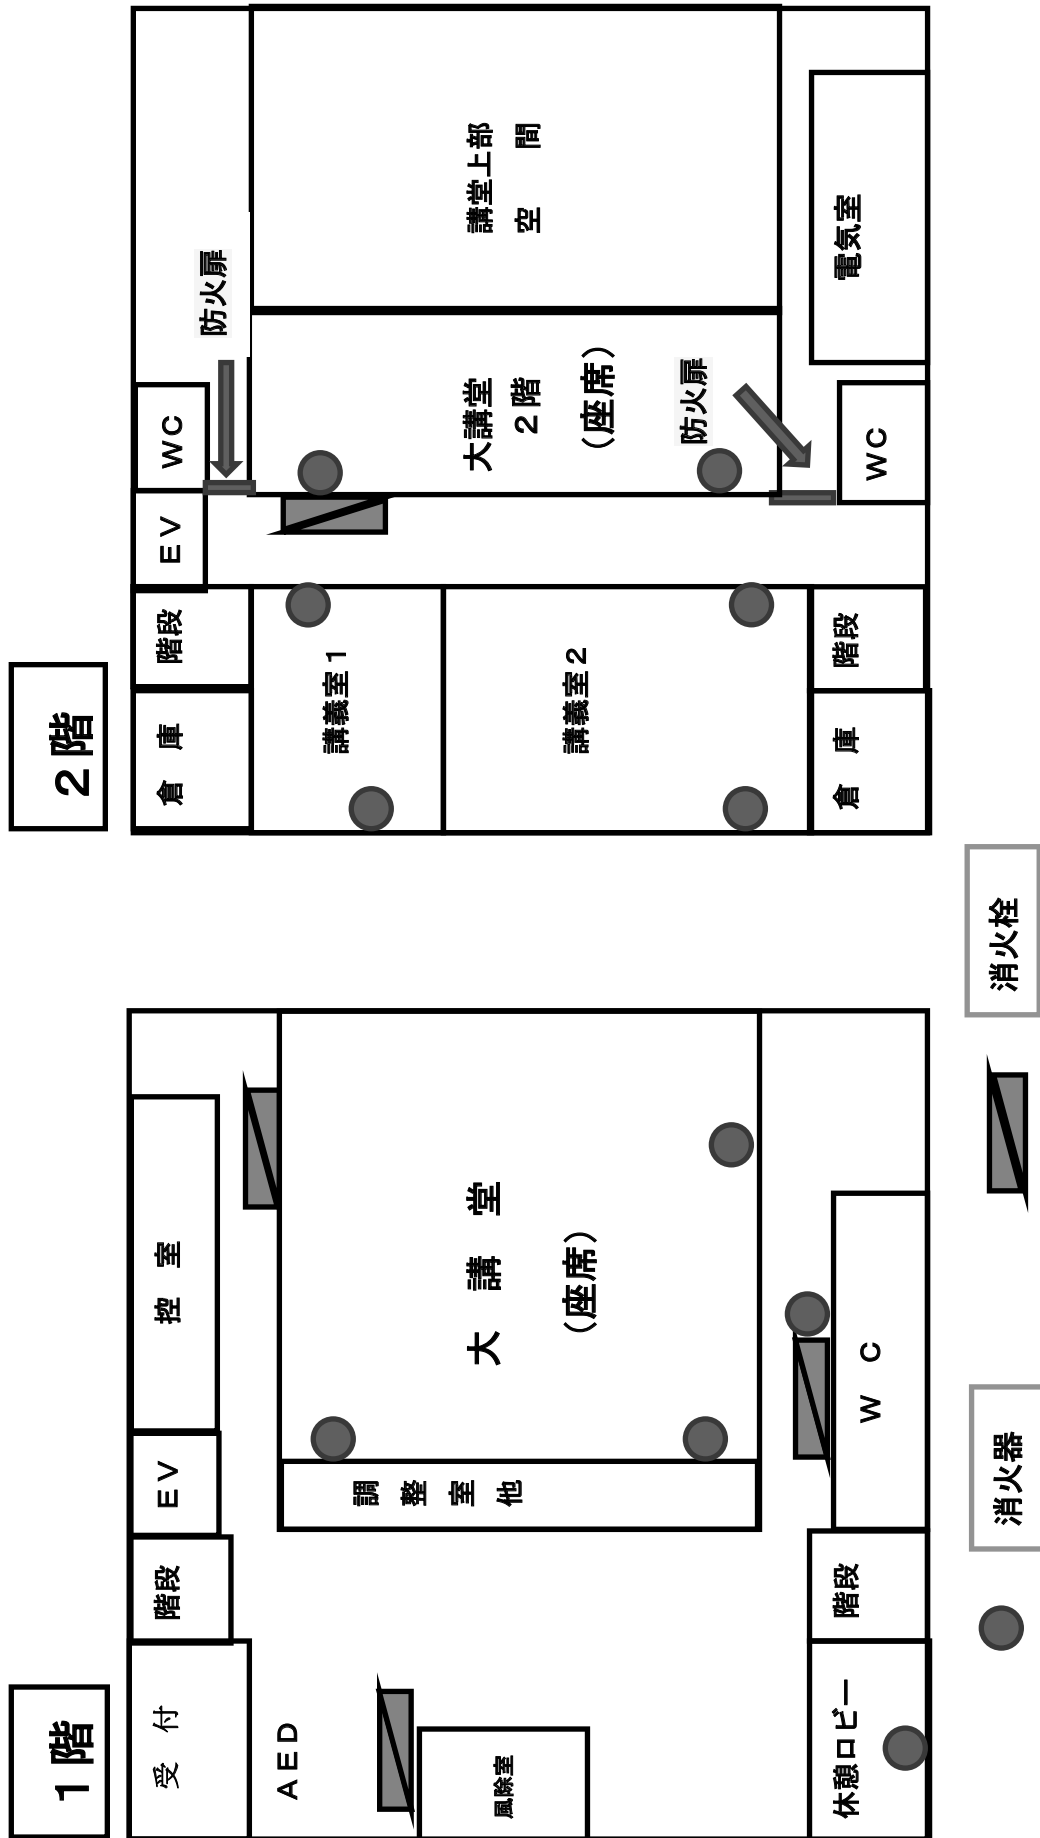 １階
受 付
階段
ＥＶ
控 室
ＡＥＤ
風除室
調 整 室 他
大 講 堂
（座席）
休憩ロビー
階段
Ｗ Ｃ
消火器
消火栓
２階
倉 庫
階段
ＥＶ
ＷＣ
防火扉
講義室１
講義室２
大講堂
２階
（座席）
講堂上部
空 間
防火扉
倉 庫
階段
ＷＣ
電気室